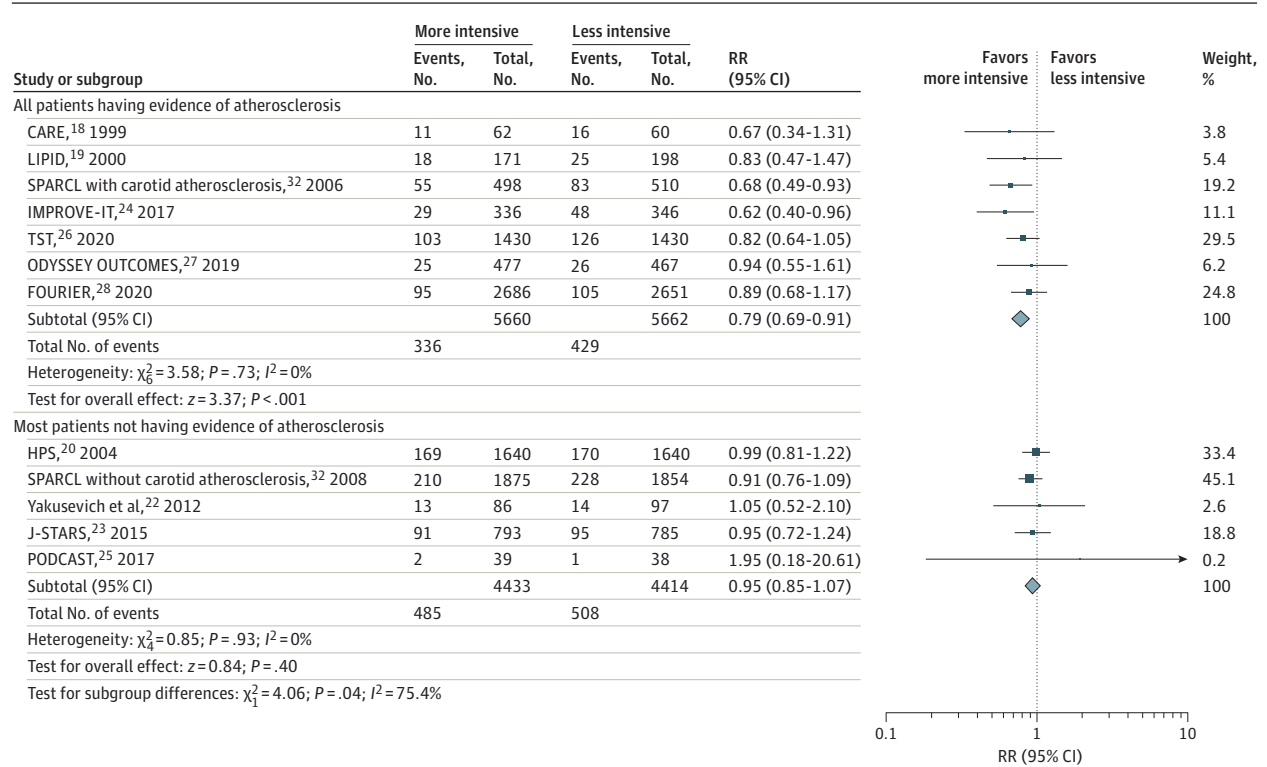 More intensive Less intensive
Events, Total, Events, Total, RR Favors Favors Weight,
Study or subgroup No. No. No. No. (95% CI) more intensive less intensive %
All patients having evidence of atherosclerosis
CARE,18 1999 11 62 16 60 0.67 (0.34-1.31) 3.8
LIPID,19 2000 18 171 25 198 0.83 (0.47-1.47) 5.4
SPARCL with carotid atherosclerosis,32 2006 55 498 83 510 0.68 (0.49-0.93) 19.2
IMPROVE-IT,24 2017 29 336 48 346 0.62 (0.40-0.96) 11.1
TST,26 2020 103 1430 126 1430 0.82 (0.64-1.05) 29.5
ODYSSEY OUTCOMES,27 2019 25 477 26 467 0.94 (0.55-1.61) 6.2
FOURIER,28 2020 95 2686 105 2651 0.89 (0.68-1.17) 24.8
Subtotal (95% CI) 5660 5662 0.79 (0.69-0.91) 100
Total No. of events 336 429
Heterogeneity: χ²₆ = 3.58; P = .73; I² = 0%
Test for overall effect: z = 3.37; P < .001
Most patients not having evidence of atherosclerosis
HPS,20 2004 169 1640 170 1640 0.99 (0.81-1.22) 33.4
SPARCL without carotid atherosclerosis,32 2008 210 1875 228 1854 0.91 (0.76-1.09) 45.1
Yakusevich et al,22 2012 13 86 14 97 1.05 (0.52-2.10) 2.6
J-STARS,23 2015 91 793 95 785 0.95 (0.72-1.24) 18.8
PODCAST,25 2017 2 39 1 38 1.95 (0.18-20.61) 0.2
Subtotal (95% CI) 4433 4414 0.95 (0.85-1.07) 100
Total No. of events 485 508
Heterogeneity: χ²₄ = 0.85; P = .93; I² = 0%
Test for overall effect: z = 0.84; P = .40
Test for subgroup differences: χ²₁ = 4.06; P = .04; I² = 75.4%
0.1 1 10
RR (95% CI)